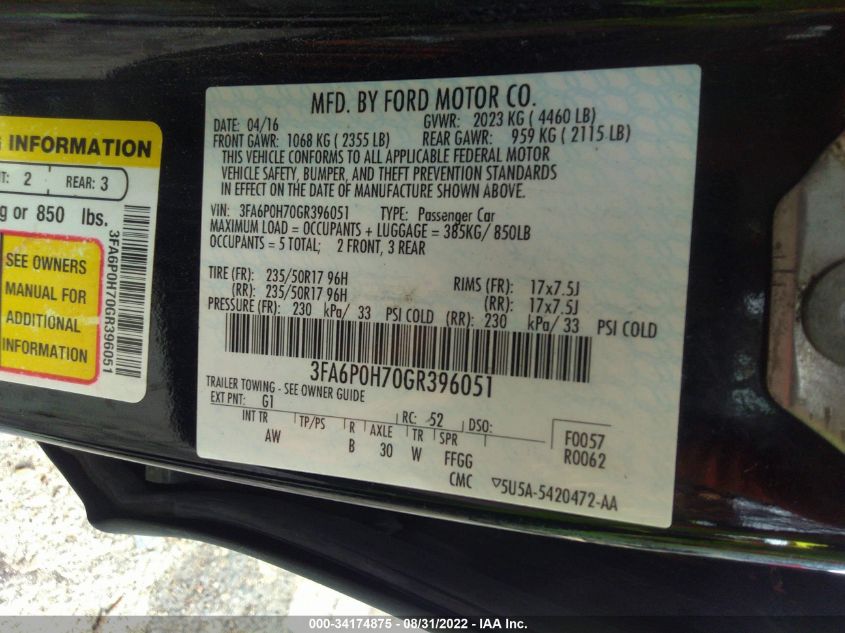 G INFORMATION
NT: 2 REAR: 3
g or 850 lbs.
SEE OWNERS
MANUAL FOR
ADDITIONAL
INFORMATION
3FA6P0H70GR396051
MFD. BY FORD MOTOR CO.
DATE: 04/16 GVWR: 2023 KG ( 4460 LB)
FRONT GAWR: 1068 KG ( 2355 LB) REAR GAWR: 959 KG ( 2115 LB)
THIS VEHICLE CONFORMS TO ALL APPLICABLE FEDERAL MOTOR
VEHICLE SAFETY, BUMPER, AND THEFT PREVENTION STANDARDS
IN EFFECT ON THE DATE OF MANUFACTURE SHOWN ABOVE.
VIN: 3FA6P0H70GR396051 TYPE: Passenger Car
MAXIMUM LOAD = OCCUPANTS + LUGGAGE = 385KG/ 850LB
OCCUPANTS = 5 TOTAL; 2 FRONT, 3 REAR
TIRE (FR): 235/50R17 96H RIMS (FR): 17x7.5J
(RR): 235/50R17 96H (RR): 17x7.5J
PRESSURE (FR): 230 kPa/ 33 PSI COLD (RR): 230 kPa/ 33 PSI COLD
3FA6P0H70GR396051
TRAILER TOWING - SEE OWNER GUIDE
EXT PNT: G1 RC: -52 DSO:
INT TR TP/PS R AXLE TR SPR F0057
AW B 30 W FFGG R0062
CMC ▽5U5A-5420472-AA
000-34174875 - 08/31/2022 - IAA Inc.